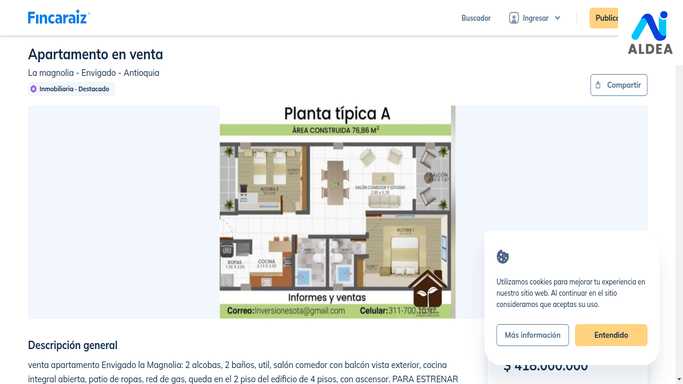 Fincaraiz
Buscador
Ingresar
Public
ALDEA
Apartamento en venta
La magnolia - Envigado - Antioquia
Inmobiliaria - Destacado
Compartir
Planta típica A
ÁREA CONSTRUIDA 76,86 M²
SALÓN COMEDOR Y ESTUDIO
BALCÓN
ROPAS
COCINA
Informes y ventas
Correo:Inversionesota@gmail.com Celular:311-700
Utilizamos cookies para mejorar tu experiencia en
nuestro sitio web. Al continuar en el sitio
consideramos que aceptas su uso.
Más información
Entendido
$ 418.000.000
Descripción general
venta apartamento Envigado la Magnolia: 2 alcobas, 2 baños, util, salón comedor con balcón vista exterior, cocina
integral abierta, patio de ropas, red de gas, queda en el 2 piso del edificio de 4 pisos, con ascensor. PARA ESTRENAR